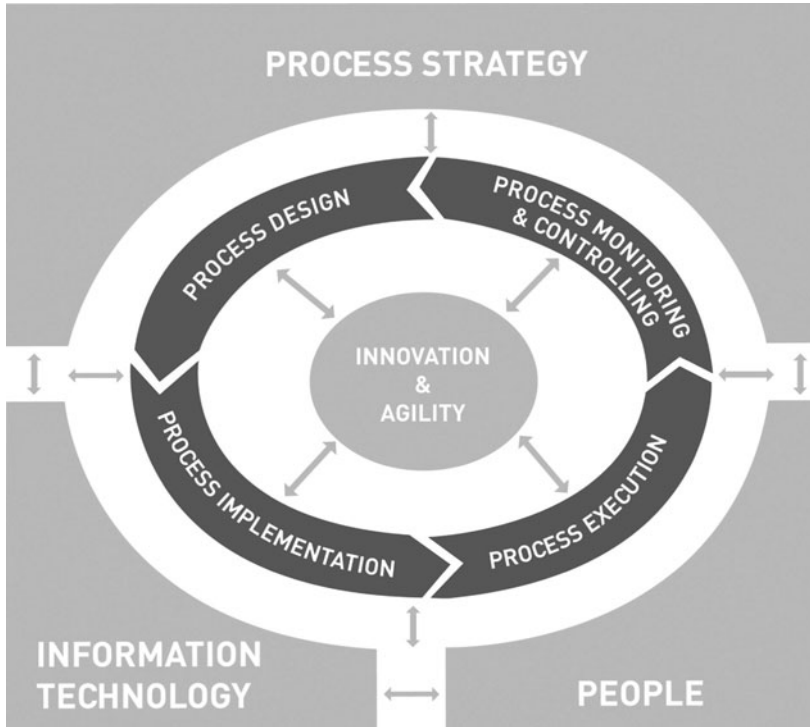 PROCESS STRATEGY
PROCESS DESIGN
PROCESS MONITORING
& CONTROLLING
INNOVATION
&
AGILITY
PROCESS IMPLEMENTATION
PROCESS EXECUTION
INFORMATION
TECHNOLOGY
PEOPLE